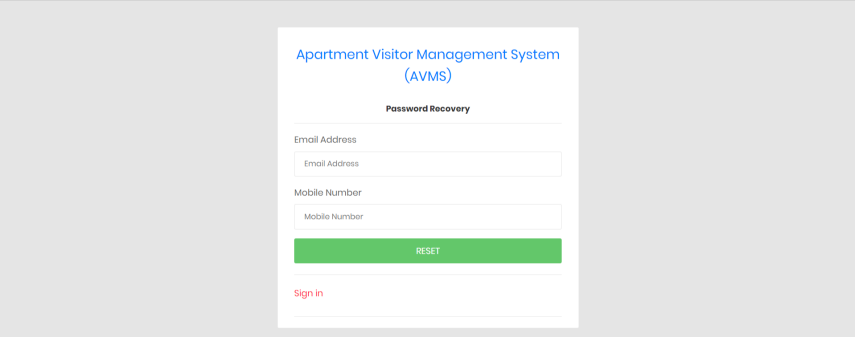 Apartment Visitor Management System
(AVMS)
Password Recovery
Email Address
Email Address
Mobile Number
Mobile Number
RESET
Sign in